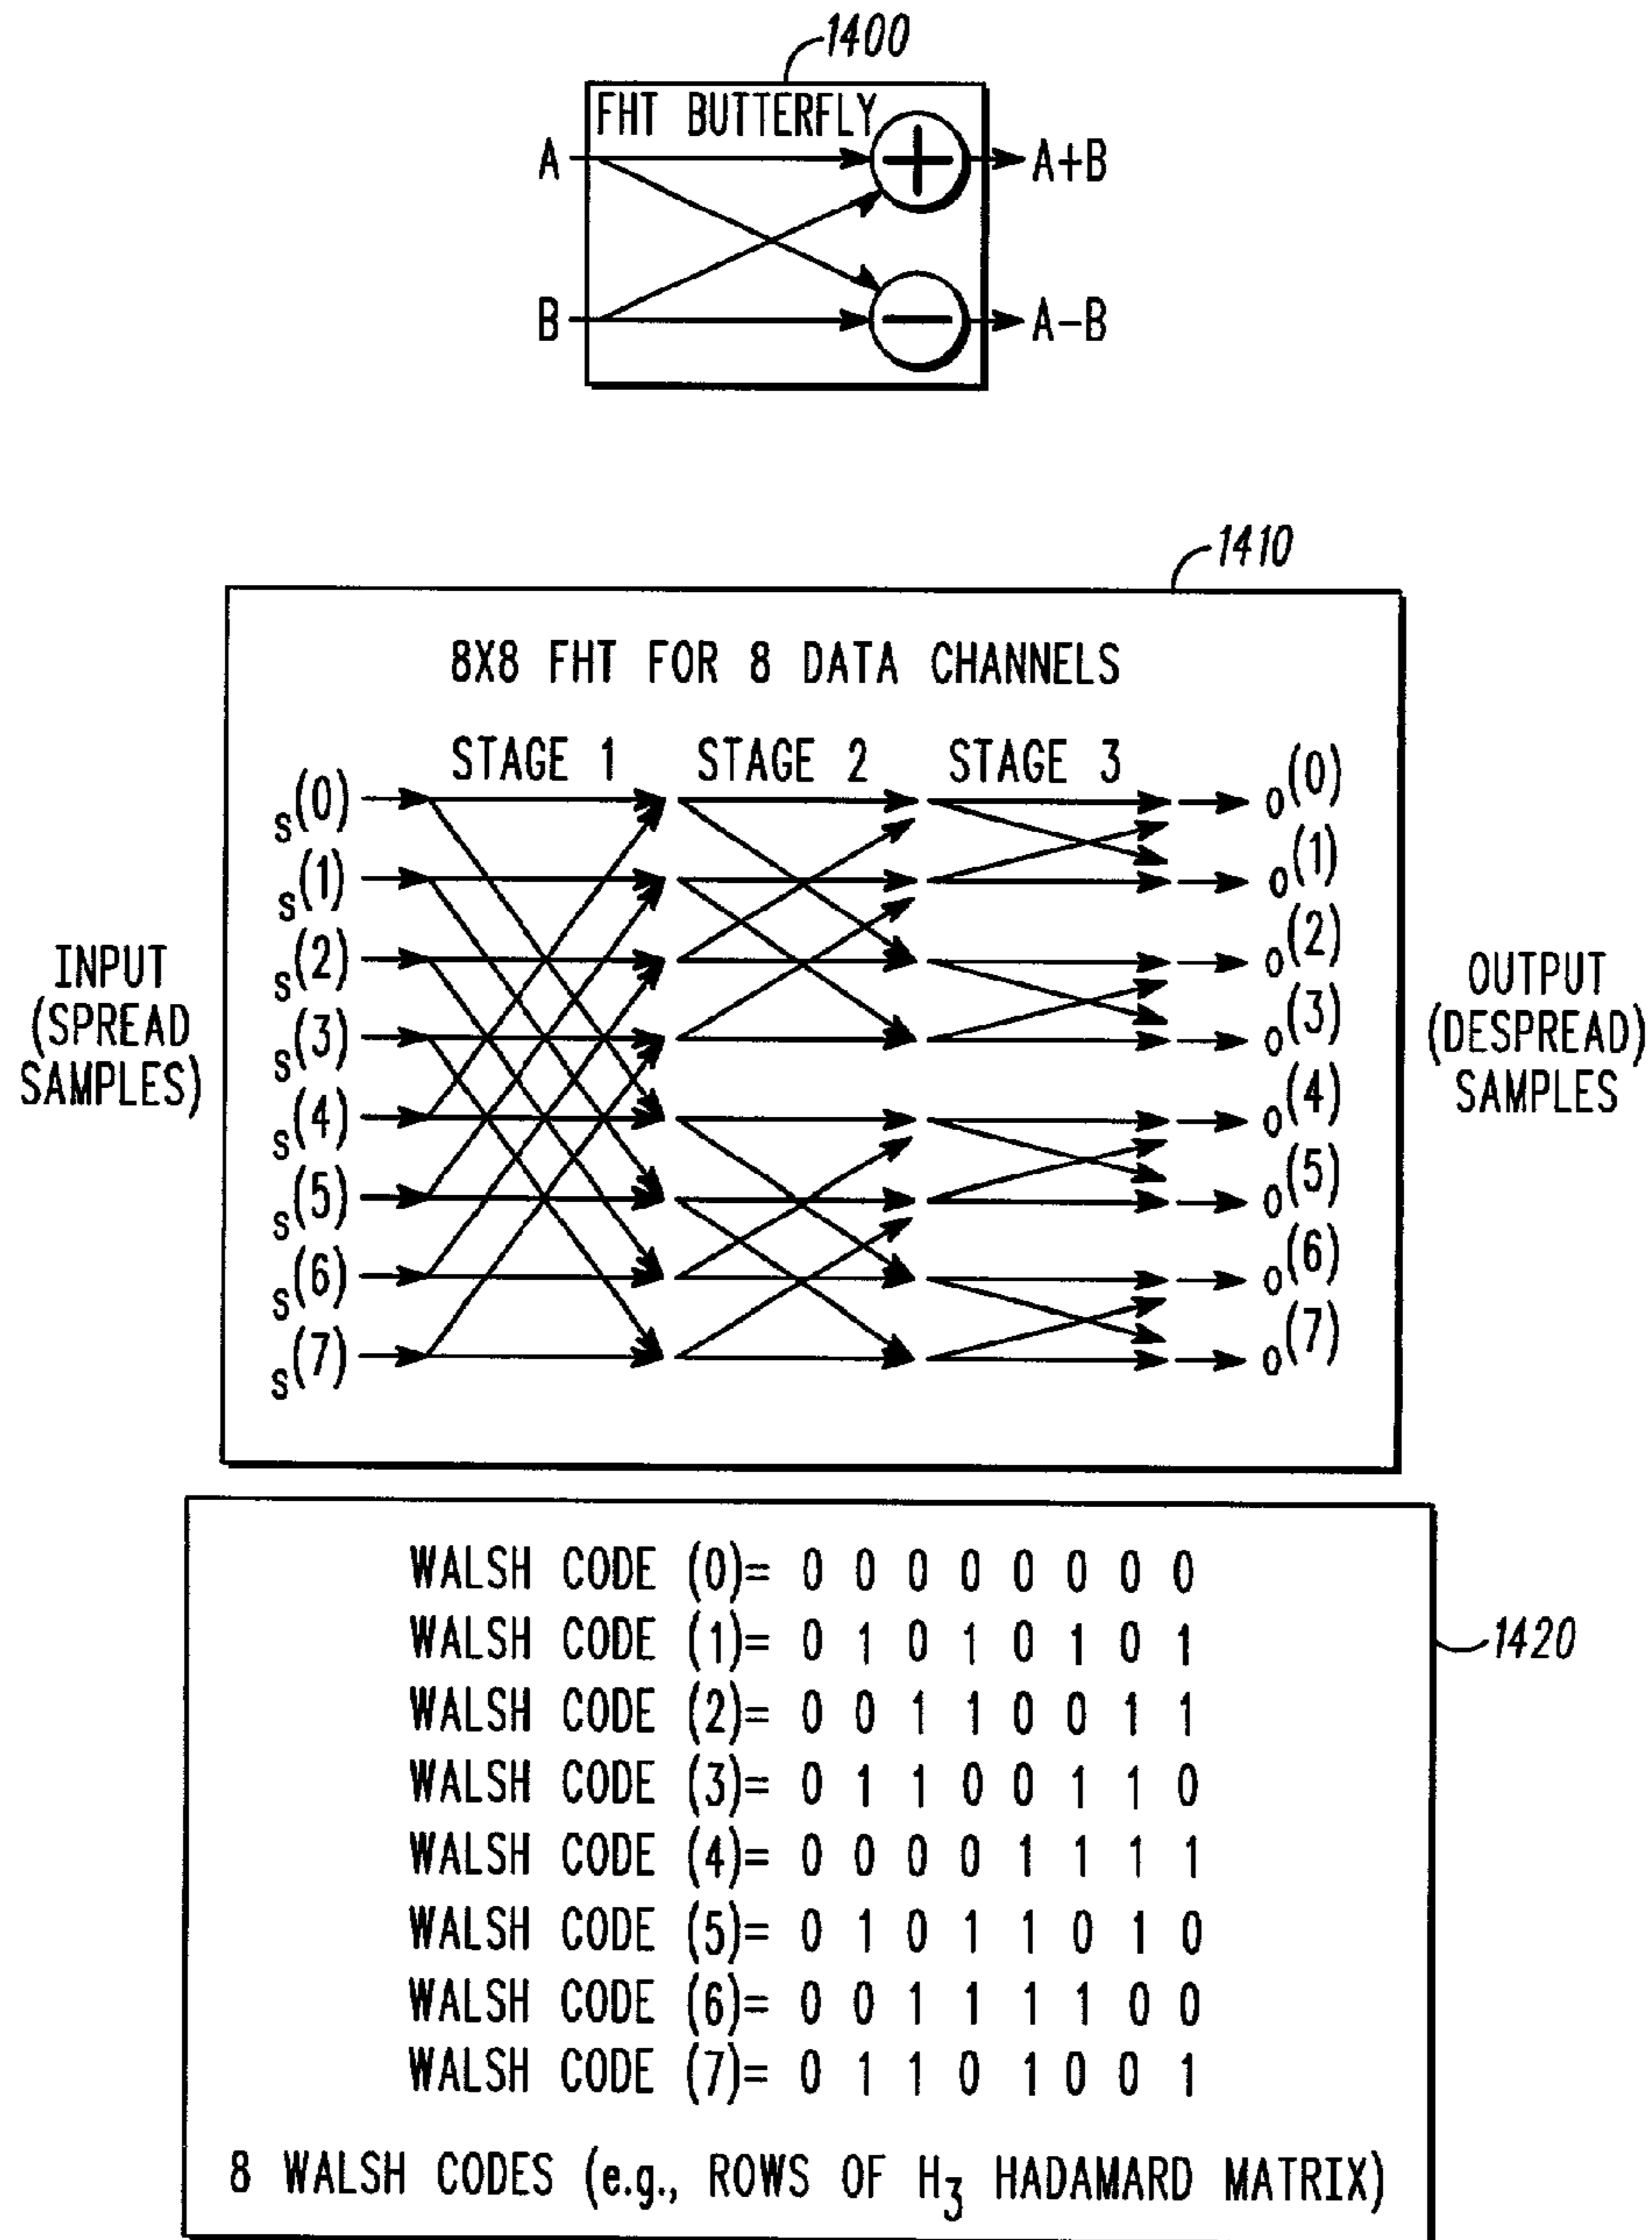 1400
FHT BUTTERFLY
A
A+B
B
A–B
1410
8X8 FHT FOR 8 DATA CHANNELS
STAGE 1 STAGE 2 STAGE 3
s(0) o(0)
s(1) o(1)
s(2) o(2)
s(3) o(3)
s(4) o(4)
s(5) o(5)
s(6) o(6)
s(7) o(7)
INPUT
(SPREAD
SAMPLES)
OUTPUT
(DESPREAD)
SAMPLES
WALSH CODE (0)= 0 0 0 0 0 0 0 0
WALSH CODE (1)= 0 1 0 1 0 1 0 1
WALSH CODE (2)= 0 0 1 1 0 0 1 1
WALSH CODE (3)= 0 1 1 0 0 1 1 0
WALSH CODE (4)= 0 0 0 0 1 1 1 1
WALSH CODE (5)= 0 1 0 1 1 0 1 0
WALSH CODE (6)= 0 0 1 1 1 1 0 0
WALSH CODE (7)= 0 1 1 0 1 0 0 1
1420
8 WALSH CODES (e.g., ROWS OF H3 HADAMARD MATRIX)